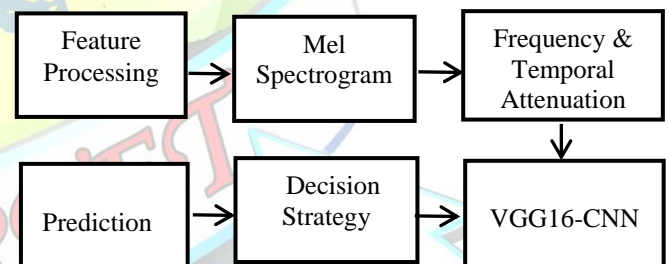 Feature
Processing
Mel
Spectrogram
Frequency &
Temporal
Attenuation
Prediction
Decision
Strategy
VGG16-CNN